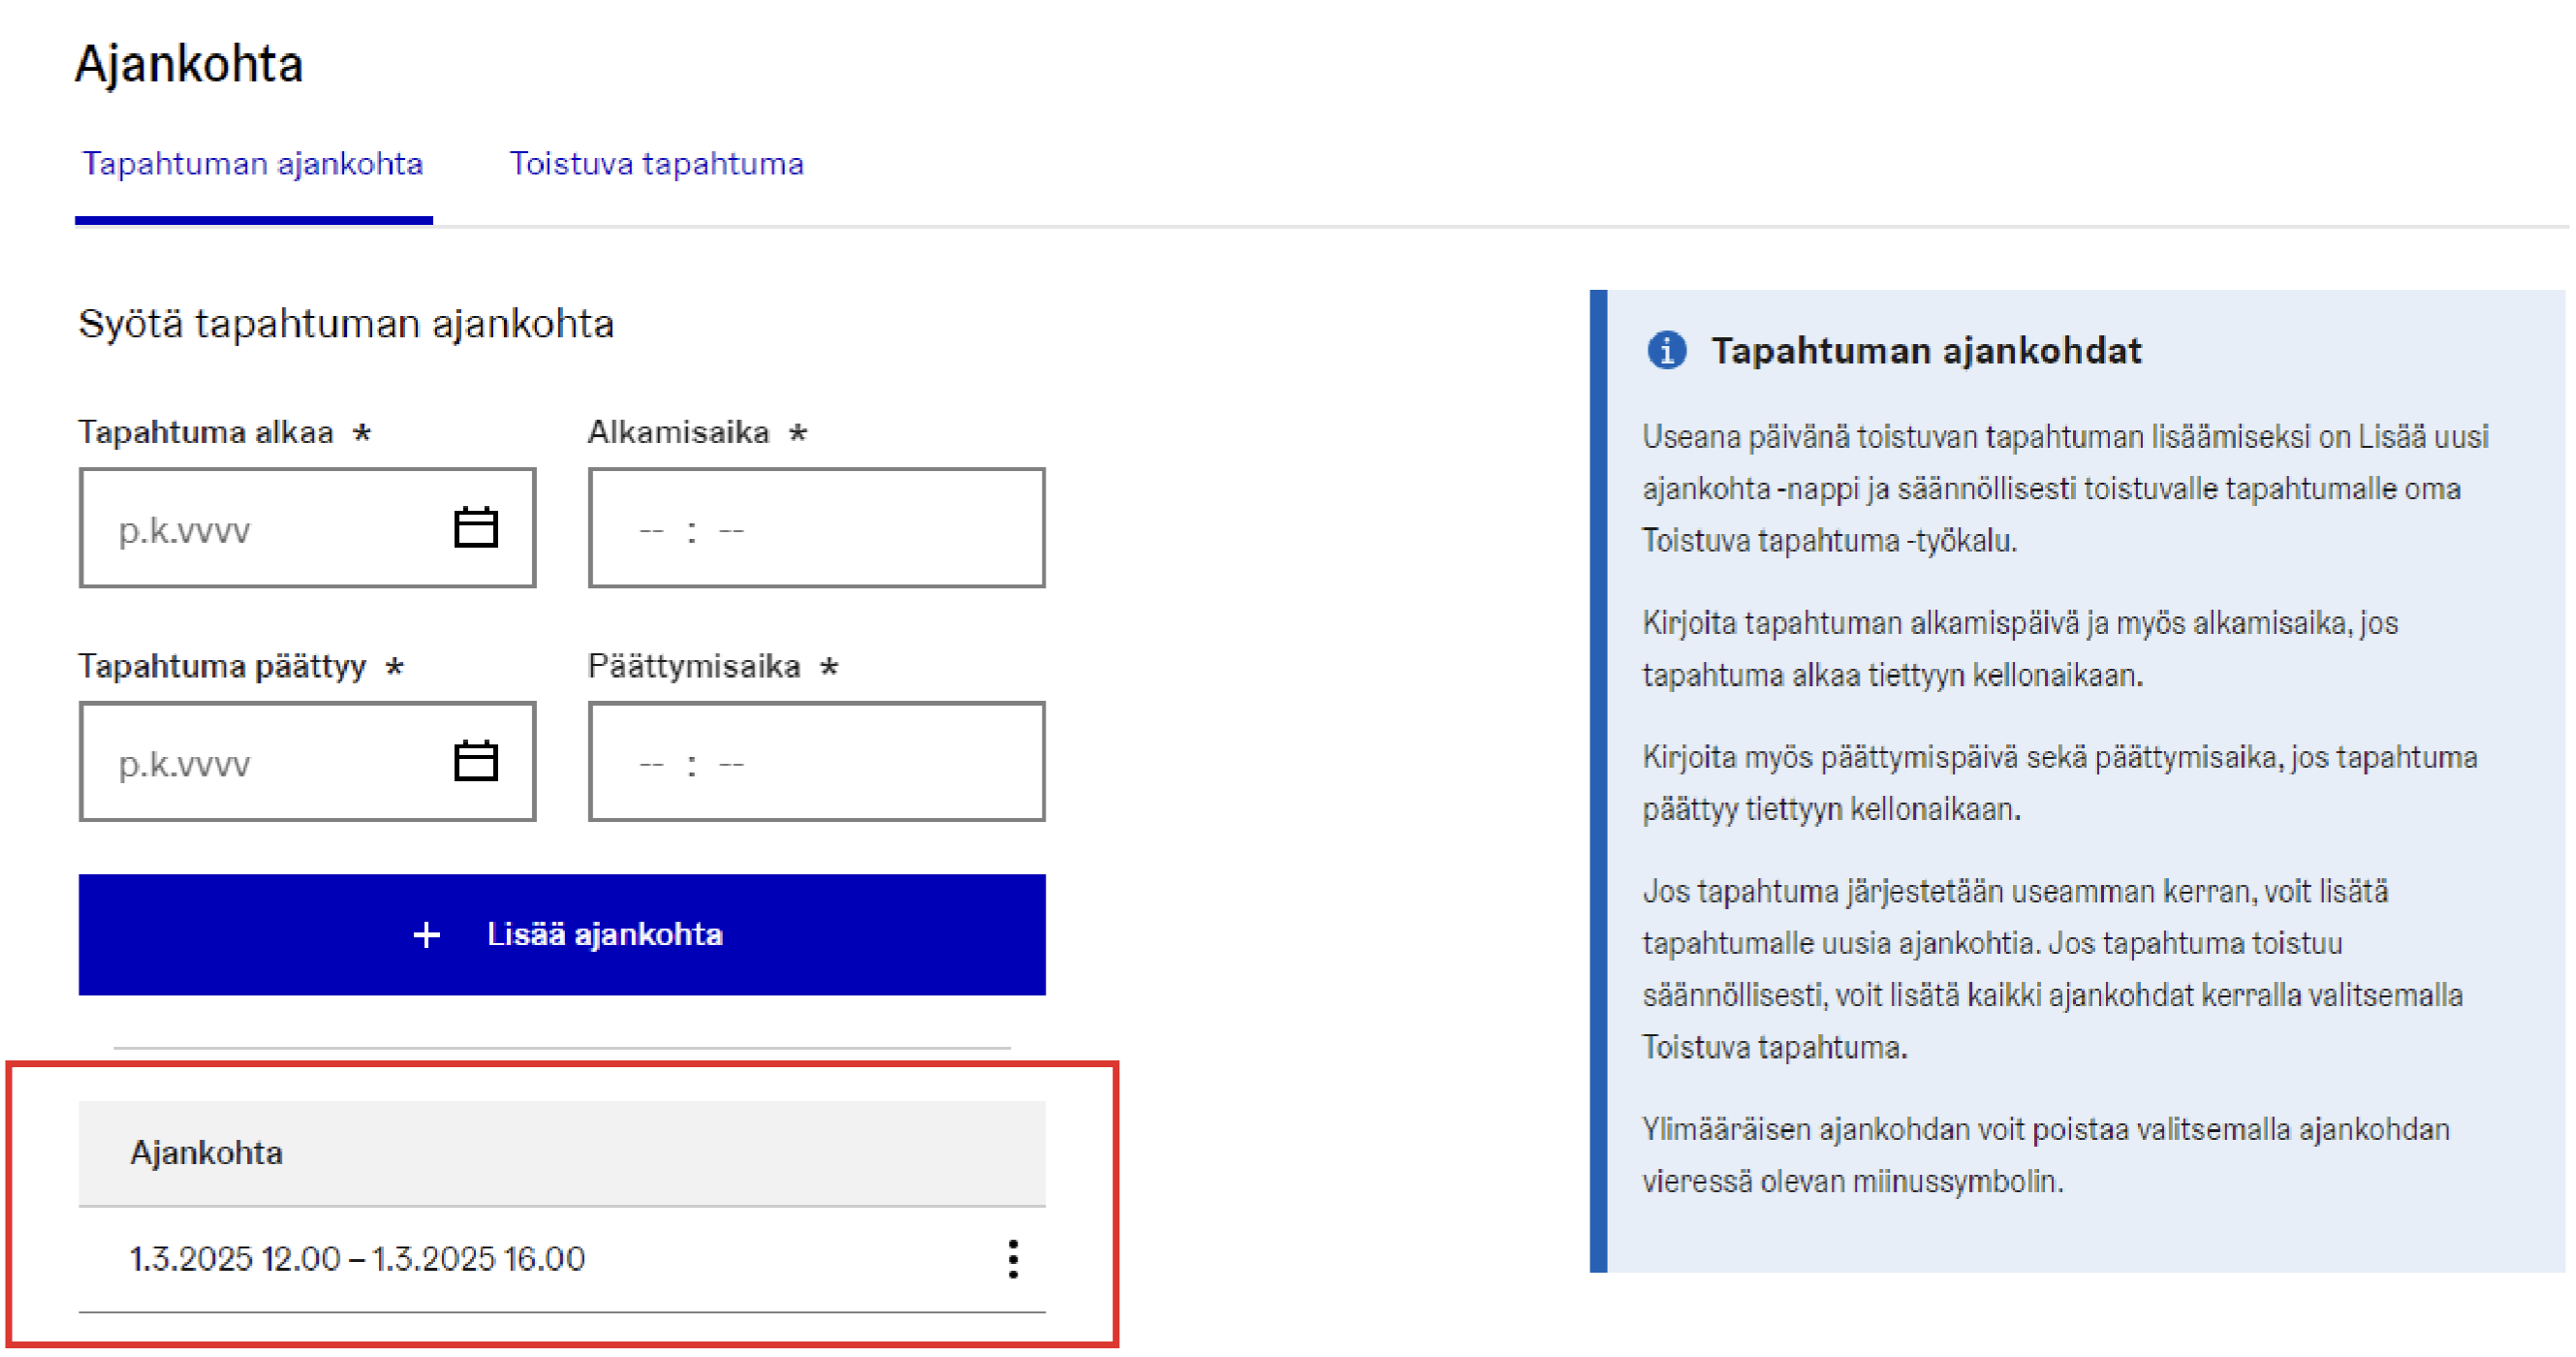 Ajankohta
Tapahtuman ajankohta
Toistuva tapahtuma
Syötä tapahtuman ajankohta
Tapahtuma alkaa *
Alkamisaika *
p.k.vvvv
-- : --
Tapahtuma päättyy *
Päättymisaika *
p.k.vvvv
-- : --
+ Lisää ajankohta
Ajankohta
1.3.2025 12.00 – 1.3.2025 16.00
Tapahtuman ajankohdat
Useana päivänä toistuvan tapahtuman lisäämiseksi on Lisää uusi
ajankohta -nappi ja säännöllisesti toistuvalle tapahtumalle oma
Toistuva tapahtuma -työkalu.
Kirjoita tapahtuman alkamispäivä ja myös alkamisaika, jos
tapahtuma alkaa tiettyyn kellonaikaan.
Kirjoita myös päättymispäivä sekä päättymisaika, jos tapahtuma
päättyy tiettyyn kellonaikaan.
Jos tapahtuma järjestetään useamman kerran, voit lisätä
tapahtumalle uusia ajankohtia. Jos tapahtuma toistuu
säännöllisesti, voit lisätä kaikki ajankohdat kerralla valitsemalla
Toistuva tapahtuma.
Ylimääräisen ajankohdan voit poistaa valitsemalla ajankohdan
vieressä olevan miinussymbolin.